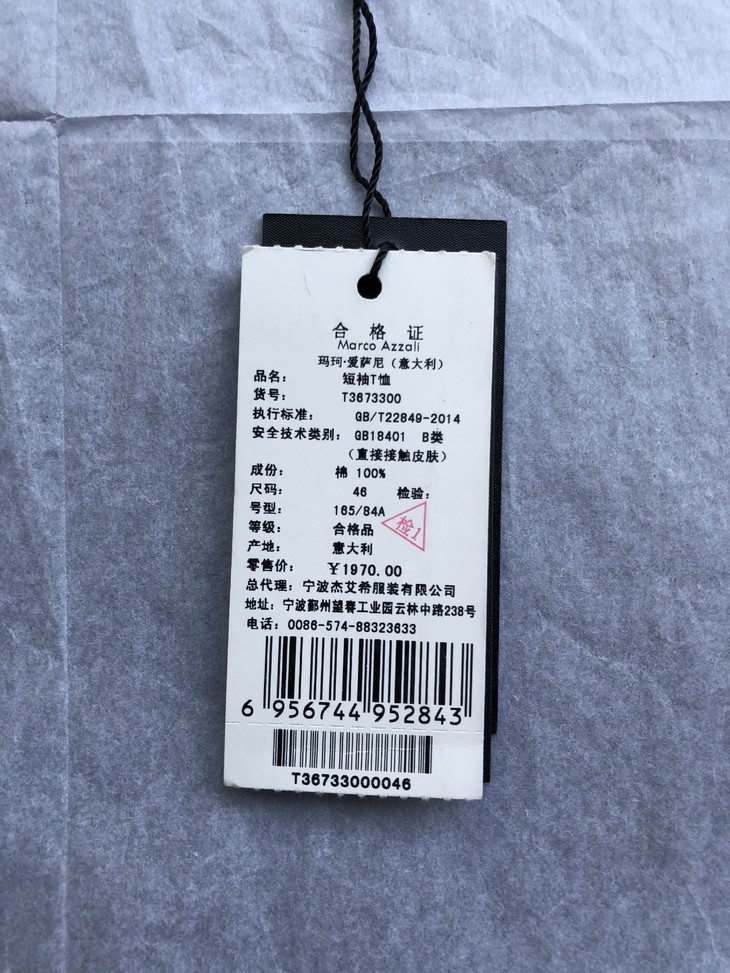 合格证
Marco Azzali
玛珂·爱萨尼（意大利）
品名： 短袖T恤
货号： T3673300
执行标准： GB/T22849-2014
安全技术类别： GB18401 B类
（直接接触皮肤）
成份： 棉 100%
尺码： 46 检验：
号型： 165/84A
检1
等级： 合格品
产地： 意大利
零售价： ￥1970.00
总代理：宁波杰艾希服装有限公司
地址：宁波鄞州望春工业园云林中路238号
电话：0086-574-88323633
6 956744 952843
T36733000046